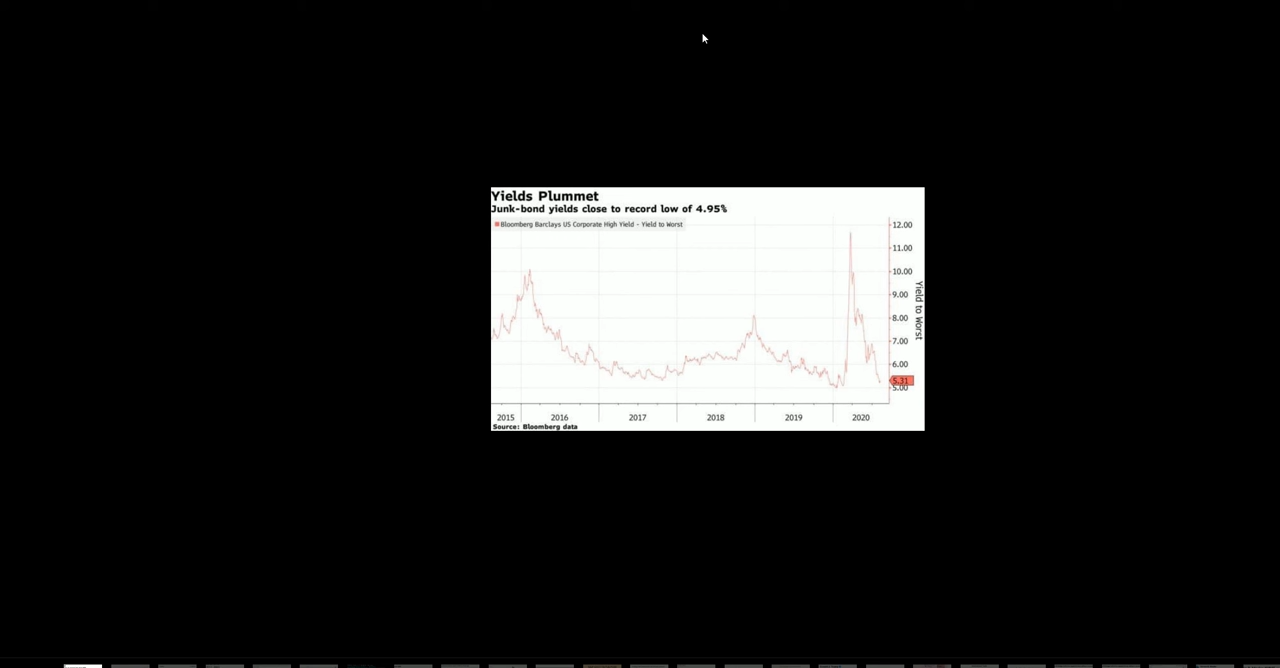 Yields Plummet
Junk-bond yields close to record low of 4.95%
Bloomberg Barclays US Corporate High Yield - Yield to Worst
12.00
11.00
10.00
9.00
8.00
7.00
6.00
5.31
5.00
Yield to Worst
2015 2016 2017 2018 2019 2020
Source: Bloomberg data